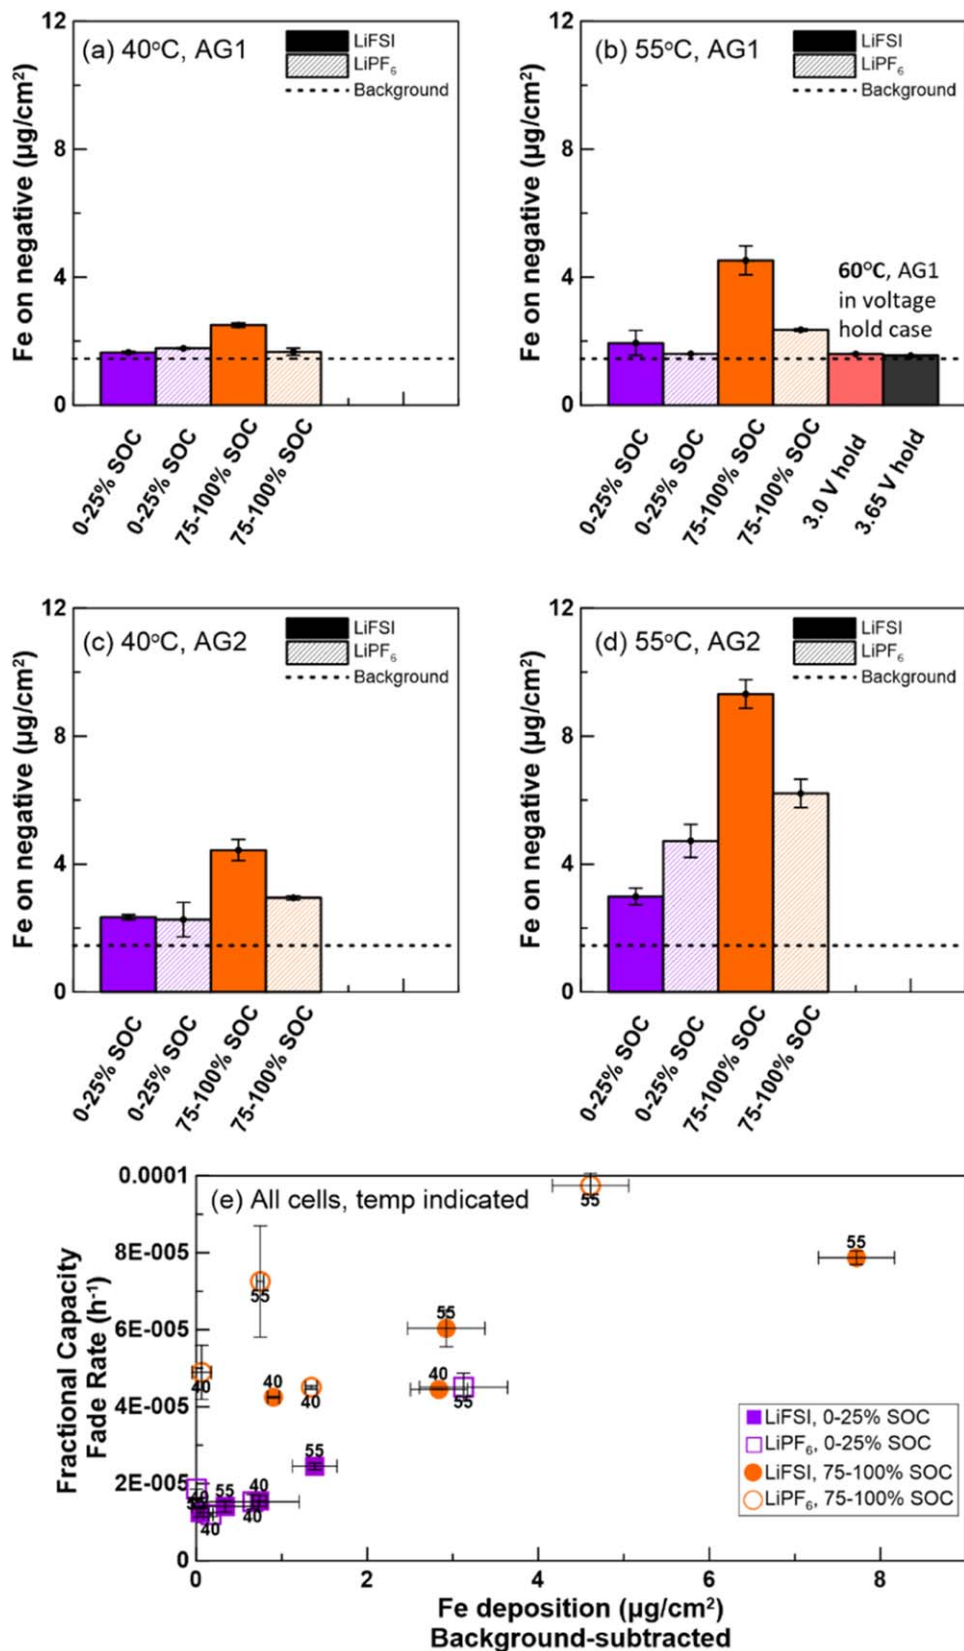 12
8
4
0
Fe on negative (μg/cm²)
(a) 40°C, AG1
LiFSI
LiPF₆
Background
0-25% SOC
0-25% SOC
75-100% SOC
75-100% SOC
12
8
4
0
Fe on negative (μg/cm²)
(b) 55°C, AG1
LiFSI
LiPF₆
Background
60°C, AG1
in voltage
hold case
0-25% SOC
0-25% SOC
75-100% SOC
75-100% SOC
3.0 V hold
3.65 V hold
12
8
4
0
Fe on negative (μg/cm²)
(c) 40°C, AG2
LiFSI
LiPF₆
Background
0-25% SOC
0-25% SOC
75-100% SOC
75-100% SOC
12
8
4
0
Fe on negative (μg/cm²)
(d) 55°C, AG2
LiFSI
LiPF₆
Background
0-25% SOC
0-25% SOC
75-100% SOC
75-100% SOC
0.0001
8E-005
6E-005
4E-005
2E-005
0
Fractional Capacity
Fade Rate (h⁻¹)
(e) All cells, temp indicated
55
55
55
55
40
40
40
40
55
55
55
40
40
40
40
LiFSI, 0-25% SOC
LiPF₆, 0-25% SOC
LiFSI, 75-100% SOC
LiPF₆, 75-100% SOC
0
2
4
6
8
Fe deposition (μg/cm²)
Background-subtracted